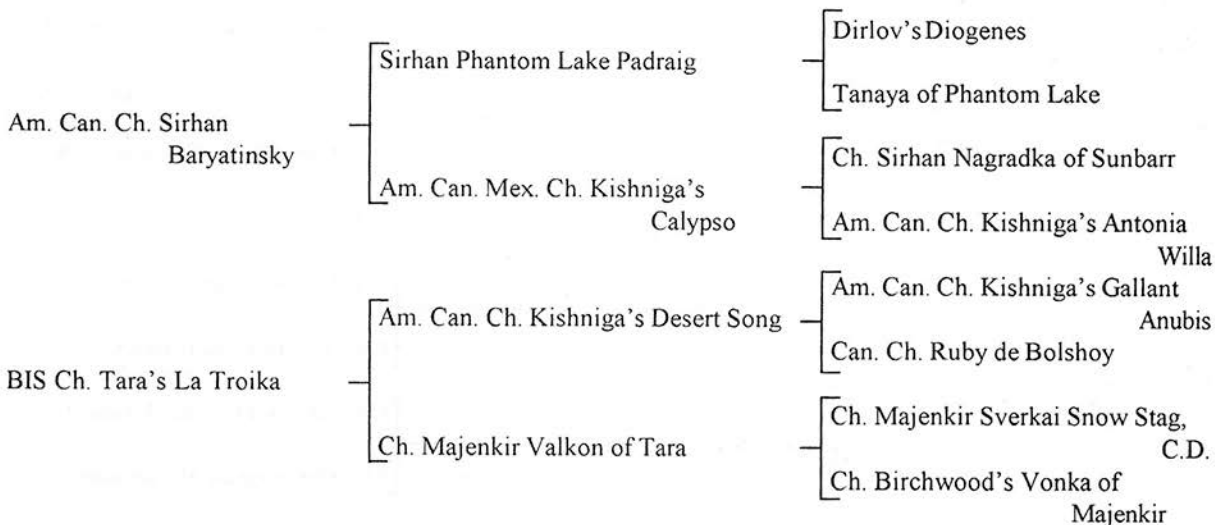 Am. Can. Ch. Sirhan
Baryatinsky
BIS Ch. Tara's La Troika
Sirhan Phantom Lake Padraig
Am. Can. Mex. Ch. Kishniga's
Calypso
Am. Can. Ch. Kishniga's Desert Song
Ch. Majenkir Valkon of Tara
Dirlov's Diogenes
Tanaya of Phantom Lake
Ch. Sirhan Nagradka of Sunbarr
Am. Can. Ch. Kishniga's Antonia
Willa
Am. Can. Ch. Kishniga's Gallant
Anubis
Can. Ch. Ruby de Bolshoy
Ch. Majenkir Sverkai Snow Stag,
C.D.
Ch. Birchwood's Vonka of
Majenkir